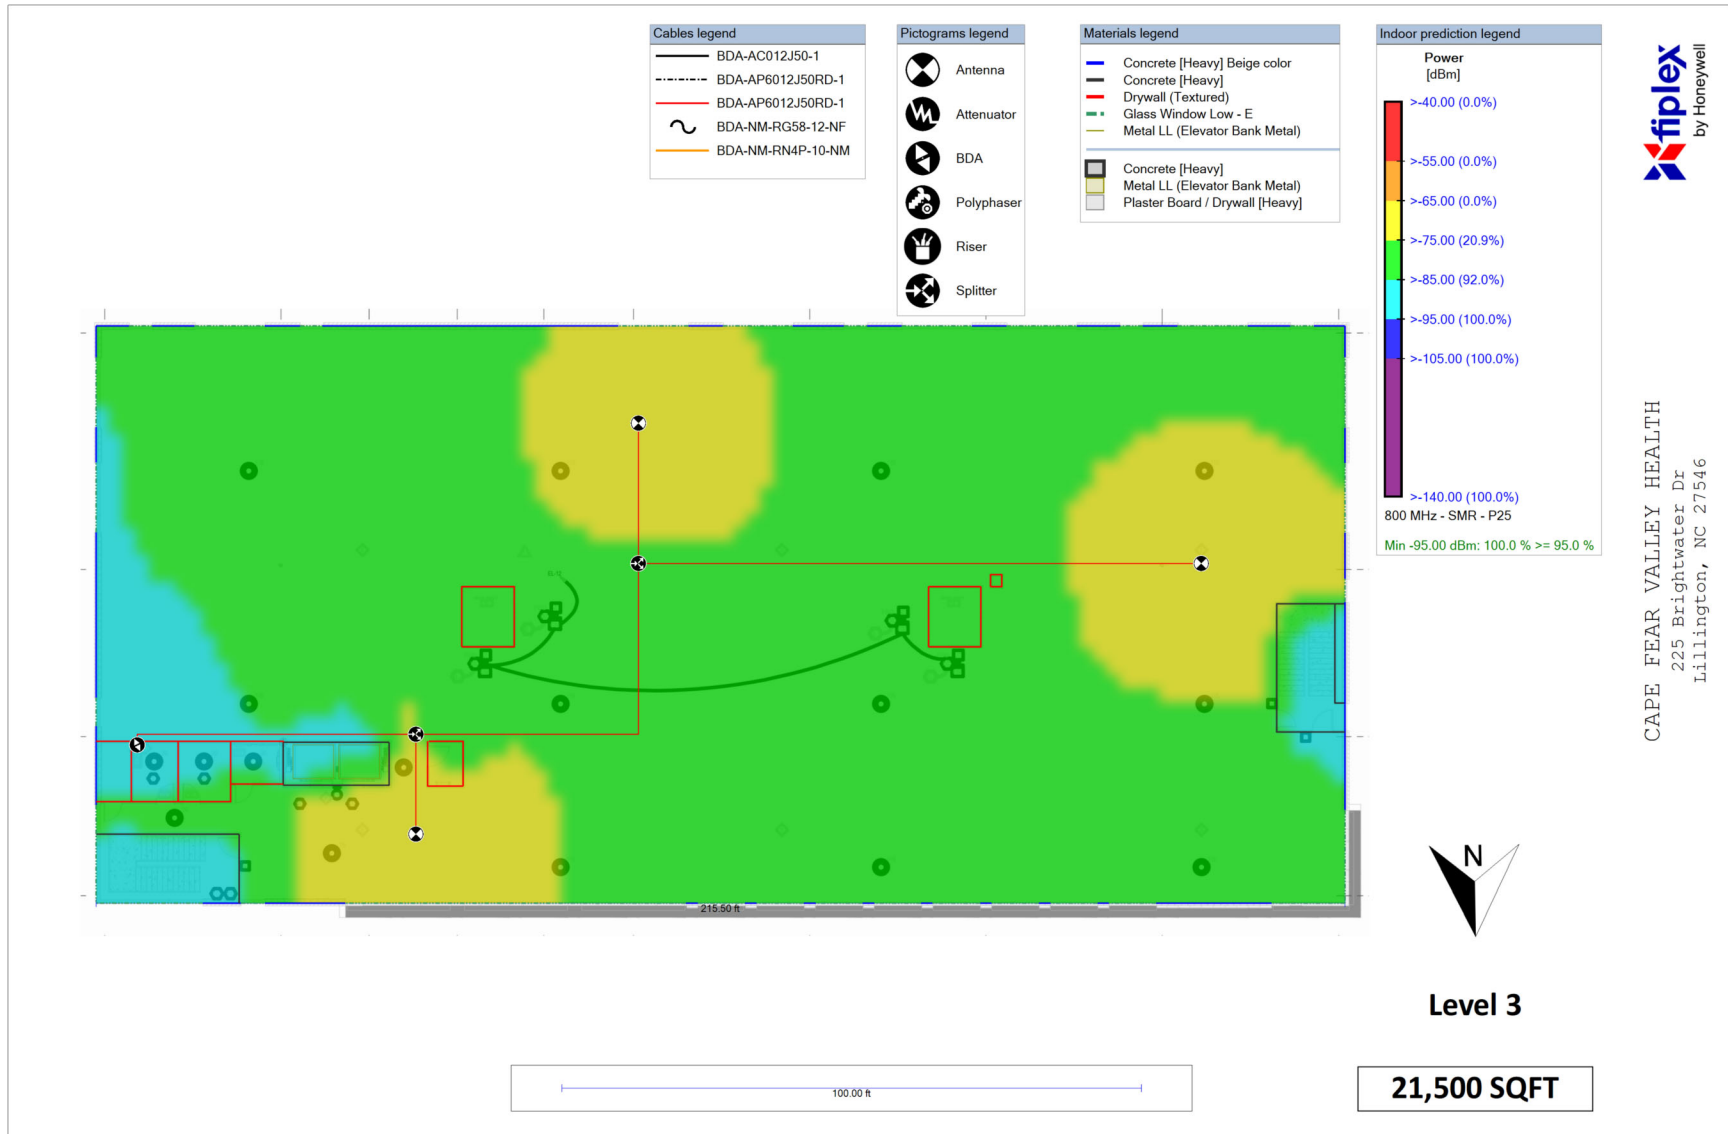 Cables legend
BDA-AC012J50-1
BDA-AP6012J50RD-1
BDA-AP6012J50RD-1
BDA-NM-RG58-12-NF
BDA-NM-RN4P-10-NM
Pictograms legend
Antenna
Attenuator
BDA
Polyphaser
Riser
Splitter
Materials legend
Concrete [Heavy] Beige color
Concrete [Heavy]
Drywall (Textured)
Glass Window Low - E
Metal LL (Elevator Bank Metal)
Concrete [Heavy]
Metal LL (Elevator Bank Metal)
Plaster Board / Drywall [Heavy]
Indoor prediction legend
Power
[dBm]
>-40.00 (0.0%)
>-55.00 (0.0%)
>-65.00 (0.0%)
>-75.00 (20.9%)
>-85.00 (92.0%)
>-95.00 (100.0%)
>-105.00 (100.0%)
>-140.00 (100.0%)
800 MHz - SMR - P25
Min -95.00 dBm: 100.0 % >= 95.0 %
fiplex
by Honeywell
CAPE FEAR VALLEY HEALTH
225 Brightwater Dr
Lillington, NC 27546
215.50 ft
N
Level 3
100.00 ft
21,500 SQFT